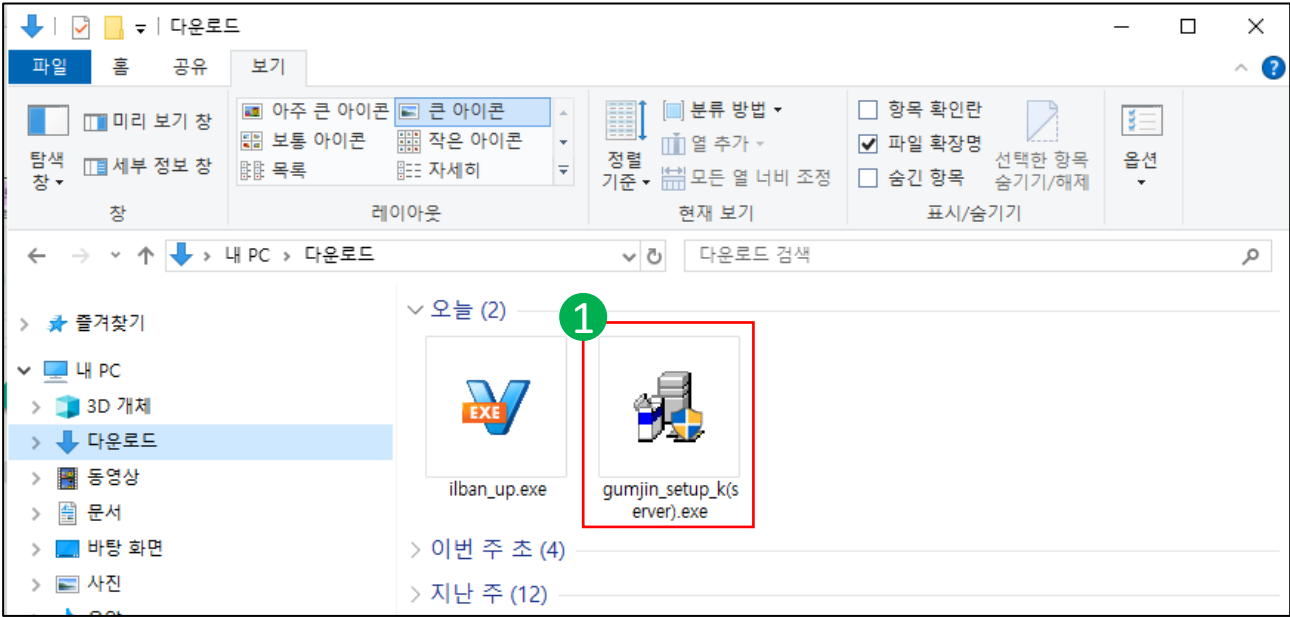 다운로드
파일 홈 공유 보기
미리 보기 창
세부 정보 창
탐색
창
창
아주 큰 아이콘 큰 아이콘
보통 아이콘 작은 아이콘
목록 자세히
레이아웃
정렬
기준
분류 방법
열 추가
모든 열 너비 조정
현재 보기
항목 확인란
파일 확장명
숨긴 항목
선택한 항목
숨기기/해제
표시/숨기기
옵션
내 PC > 다운로드
다운로드 검색
즐겨찾기
내 PC
3D 개체
다운로드
동영상
문서
바탕 화면
사진
오늘 (2)
1
EXE
ilban_up.exe
gumjin_setup_k(s
erver).exe
이번 주 초 (4)
지난 주 (12)